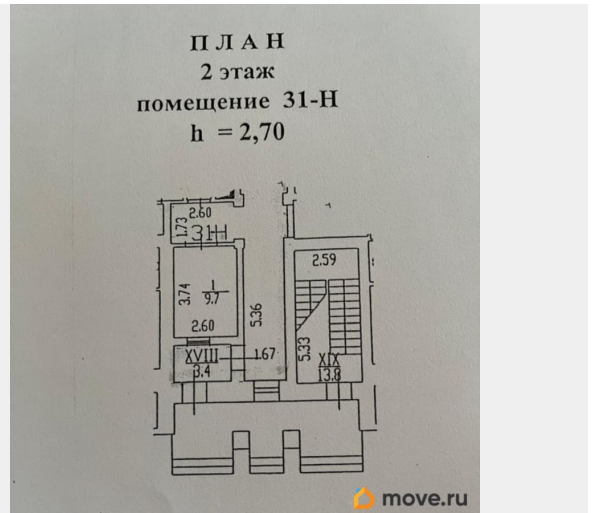 ПЛАН
2 этаж
помещение 31-Н
h = 2,70
2.60
1.73
31Н
2.59
3.74
1
9.7
5.36
2.60
5.33
XVIII
3.4
1.67
XIX
13.8
move.ru